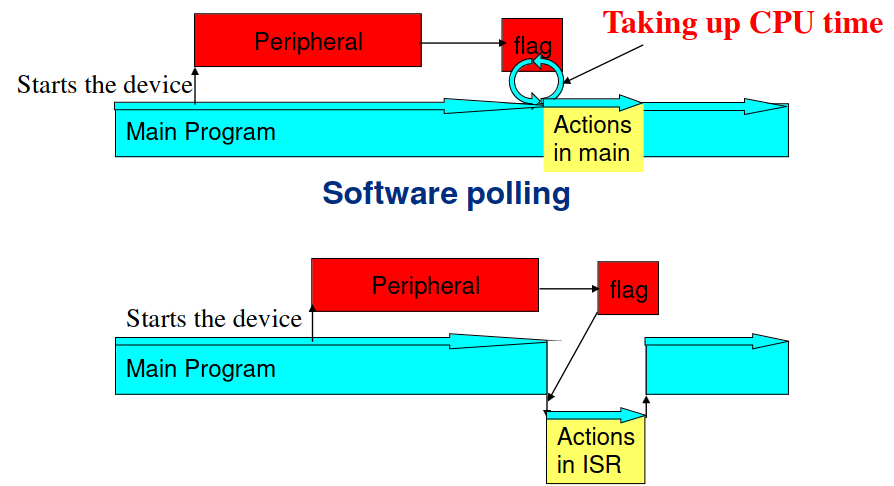 Taking up CPU time
Peripheral
flag
Starts the device
Main Program
Actions
in main
Software polling
Peripheral
flag
Starts the device
Main Program
Actions
in ISR